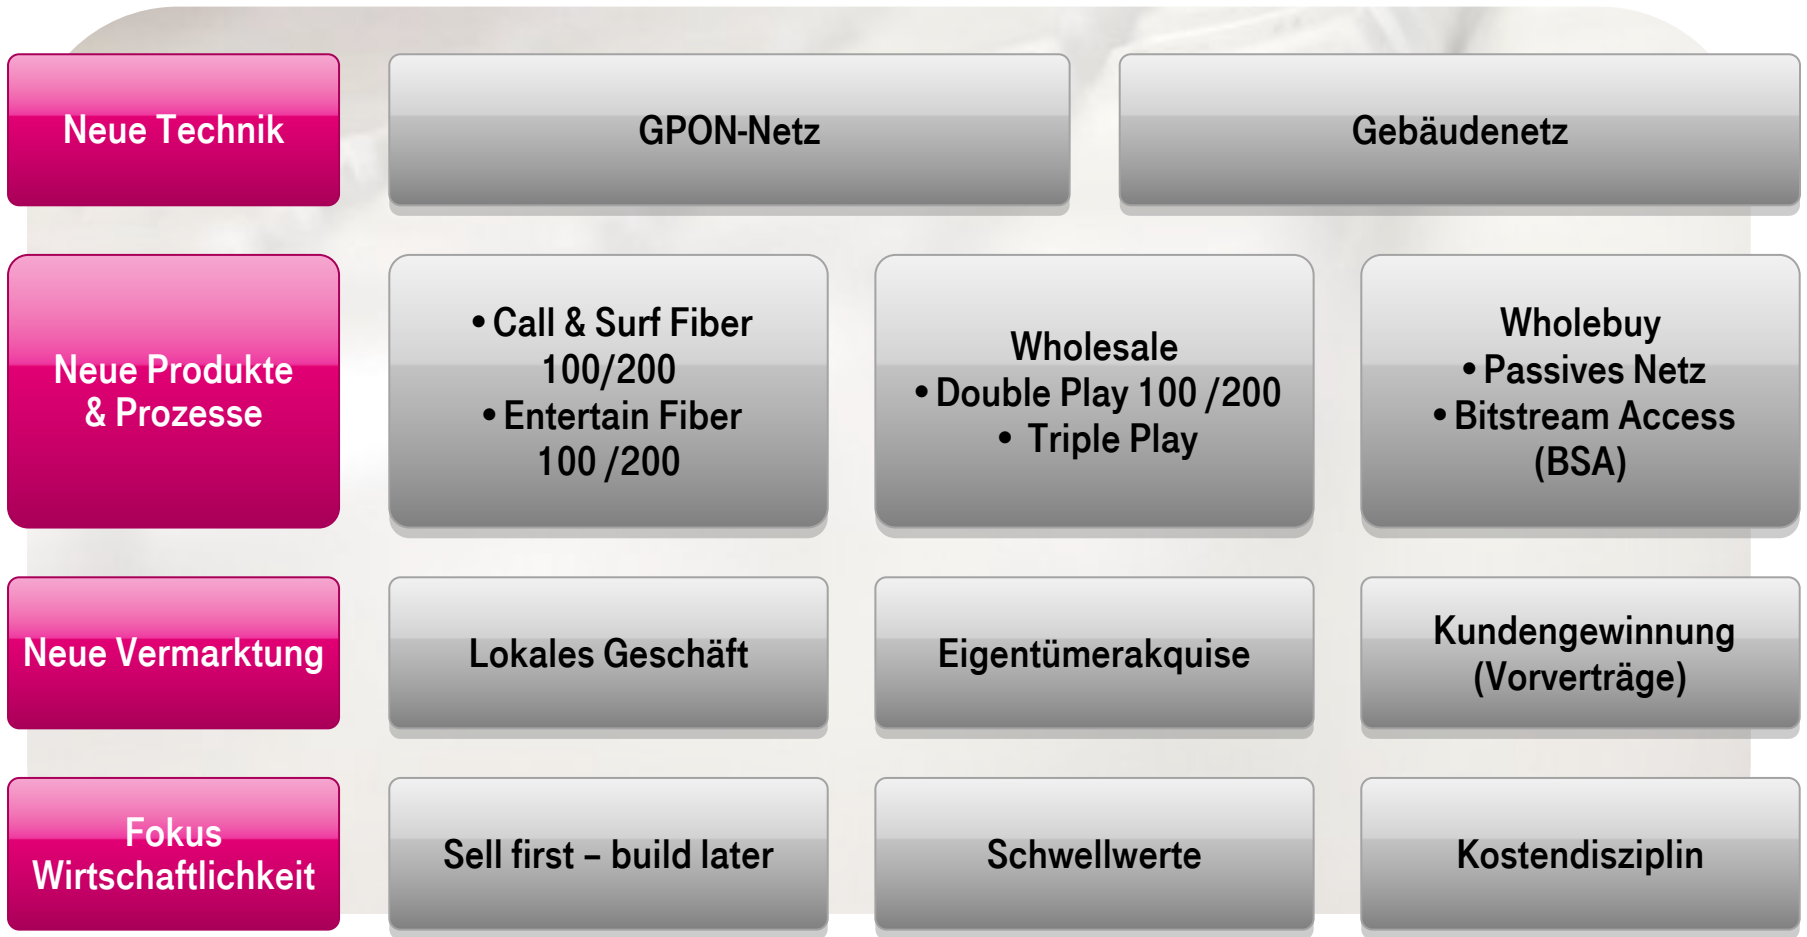 Neue Technik
GPON-Netz
Gebäudenetz
Neue Produkte
& Prozesse
• Call & Surf Fiber
100/200
• Entertain Fiber
100 /200
Wholesale
• Double Play 100 /200
• Triple Play
Wholebuy
• Passives Netz
• Bitstream Access
(BSA)
Neue Vermarktung
Lokales Geschäft
Eigentümerakquise
Kundengewinnung
(Vorverträge)
Fokus
Wirtschaftlichkeit
Sell first – build later
Schwellwerte
Kostendisziplin